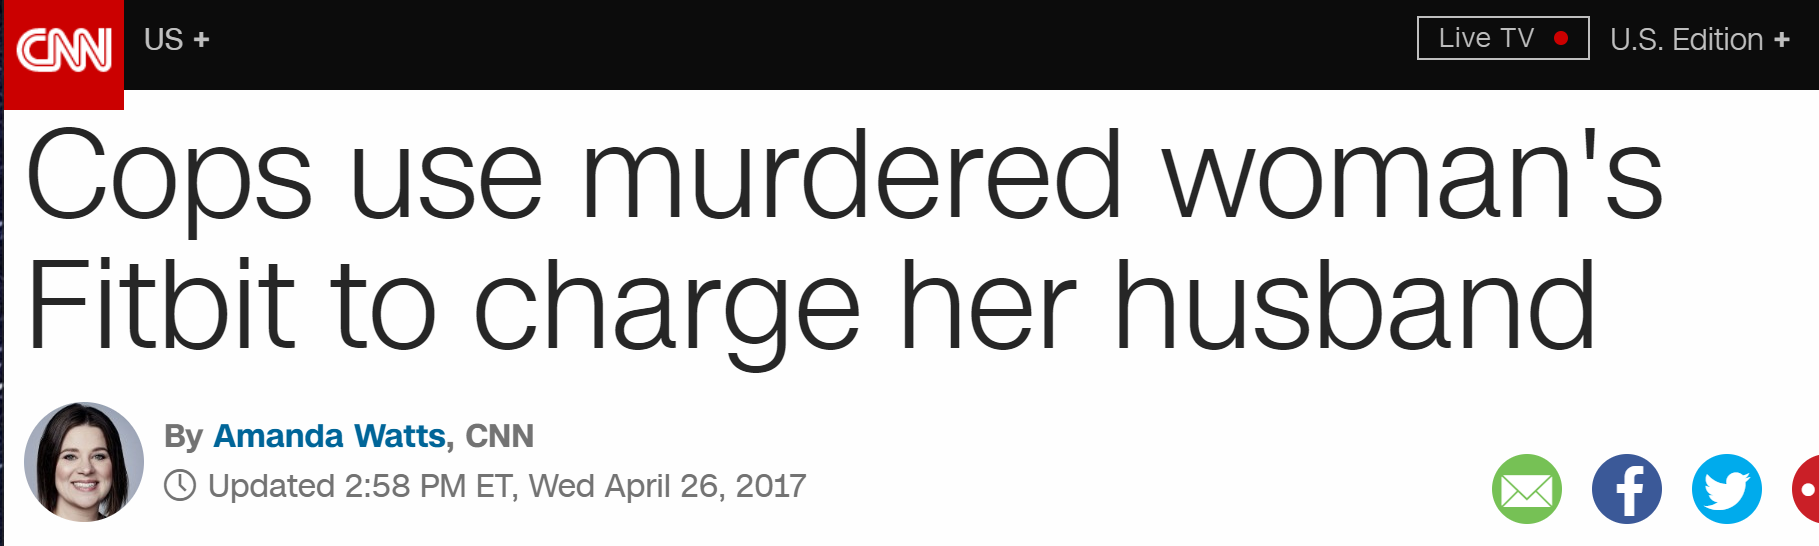 CNN US + Live TV U.S. Edition +
Cops use murdered woman's
Fitbit to charge her husband
By Amanda Watts, CNN
Updated 2:58 PM ET, Wed April 26, 2017